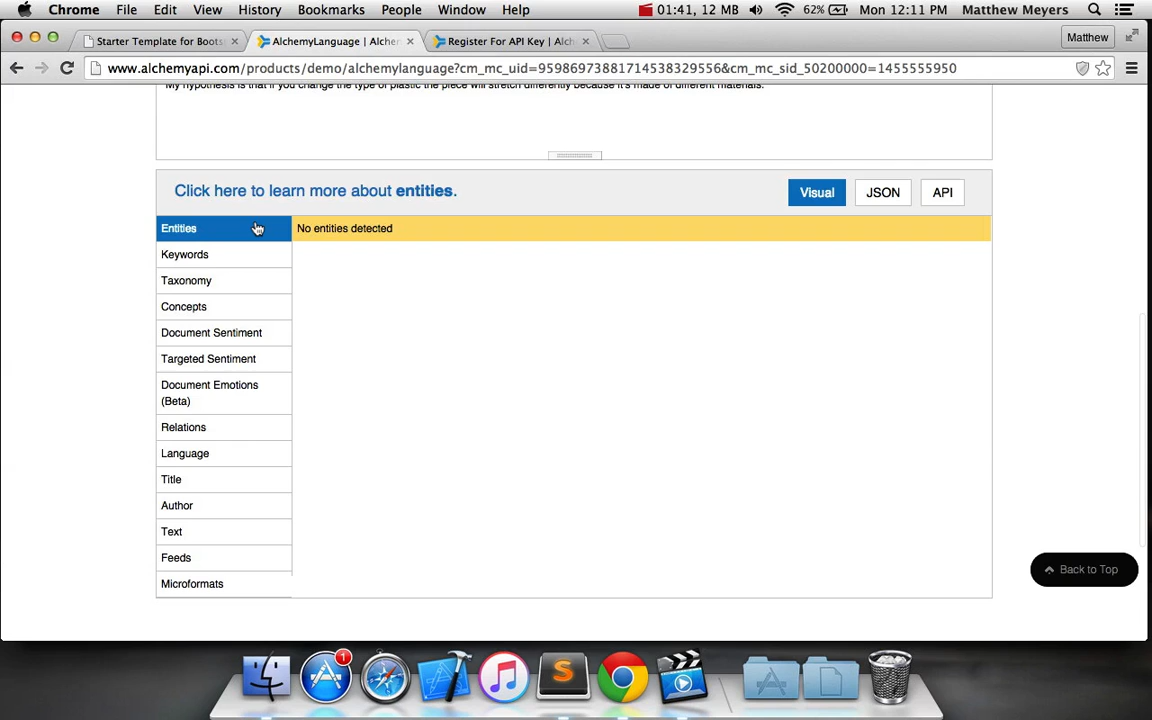 Chrome File Edit View History Bookmarks People Window Help 01:41, 12 MB 62% Mon 12:11 PM Matthew Meyers
Starter Template for Boots AlchemyLanguage | Alchem Register For API Key | Alch Matthew
www.alchemyapi.com/products/demo/alchemylanguage?cm_mc_uid=95986973881714538329556&cm_mc_sid_50200000=1455555950
My hypothesis is that if you change the type of plastic the piece will stretch differently because it's made of different materials.
Click here to learn more about entities. Visual JSON API
Entities No entities detected
Keywords
Taxonomy
Concepts
Document Sentiment
Targeted Sentiment
Document Emotions
(Beta)
Relations
Language
Title
Author
Text
Feeds
Microformats
Back to Top
1